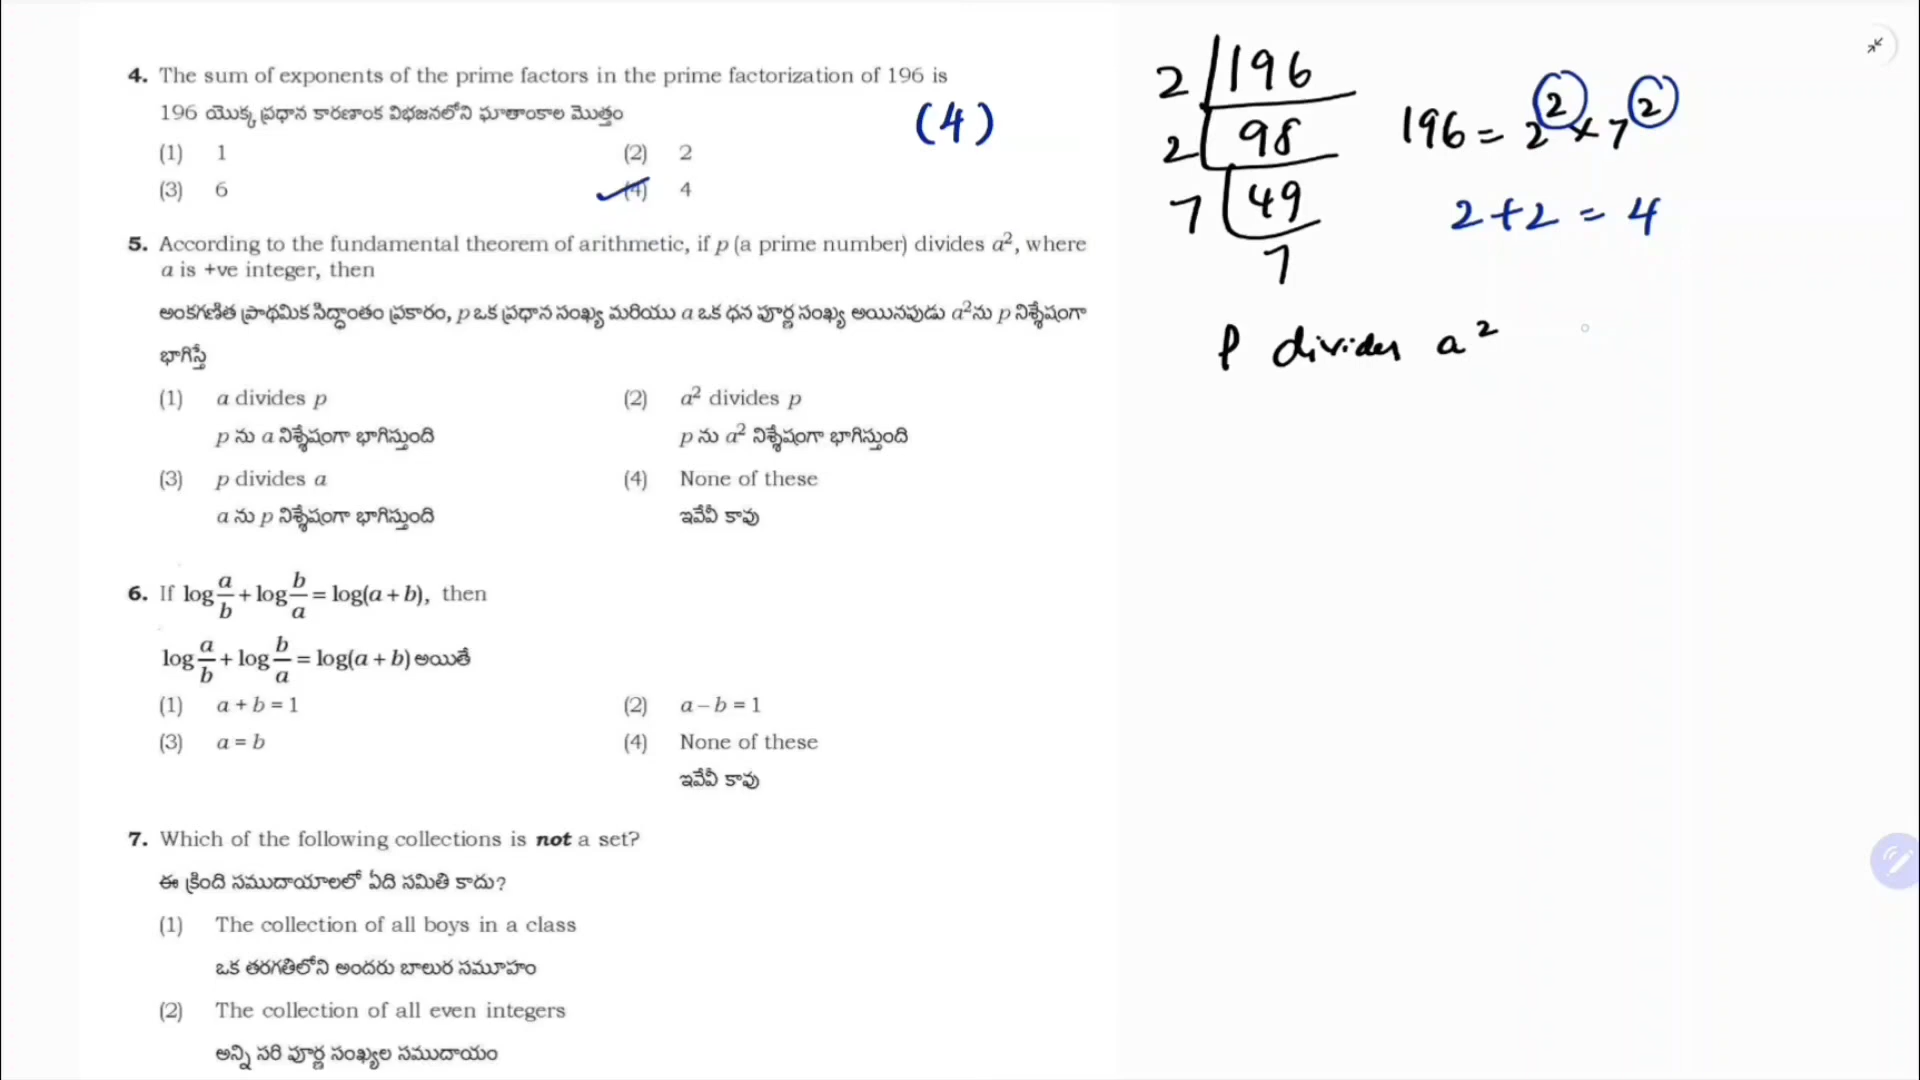 4. The sum of exponents of the prime factors in the prime factorization of 196 is
196 యొక్క ప్రధాన కారణాంక విభజనలోని ఘాతాంకాల మొత్తం
(4)
(1) 1 (2) 2
(3) 6 (4) 4
5. According to the fundamental theorem of arithmetic, if p (a prime number) divides a², where
a is +ve integer, then
అంకగణిత ప్రాథమిక సిద్ధాంతం ప్రకారం, p ఒక ప్రధాన సంఖ్య మరియు a ఒక ధన పూర్ణ సంఖ్య అయినపుడు a²ను p నిశ్శేషంగా
భాగిస్తే
(1) a divides p (2) a² divides p
p ను a నిశ్శేషంగా భాగిస్తుంది p ను a² నిశ్శేషంగా భాగిస్తుంది
(3) p divides a (4) None of these
a ను p నిశ్శేషంగా భాగిస్తుంది ఇవేవీ కావు
6. If log a/b + log b/a = log(a + b), then
log a/b + log b/a = log(a + b) అయితే
(1) a + b = 1 (2) a – b = 1
(3) a = b (4) None of these
ఇవేవీ కావు
7. Which of the following collections is not a set?
ఈ క్రింది సముదాయాలలో ఏది సమితి కాదు?
(1) The collection of all boys in a class
ఒక తరగతిలోని అందరు బాలుర సమూహం
(2) The collection of all even integers
అన్ని సరి పూర్ణ సంఖ్యల సముదాయం
2 196
2 98
7 49
7
196 = 2² × 7²
2 + 2 = 4
P divides a²